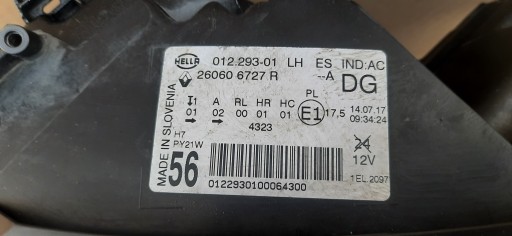 HELLA 012.293-01 LH ES IND:AC
26060 6727 R --A DG
PL
I1 A RL HR HC E1 17,5 14.07.17
01 02 00 01 01 09:34:24
4323
MADE IN SLOVENIA
H7
PY21W
24
12V
56
1EL.2097
0122930100064300